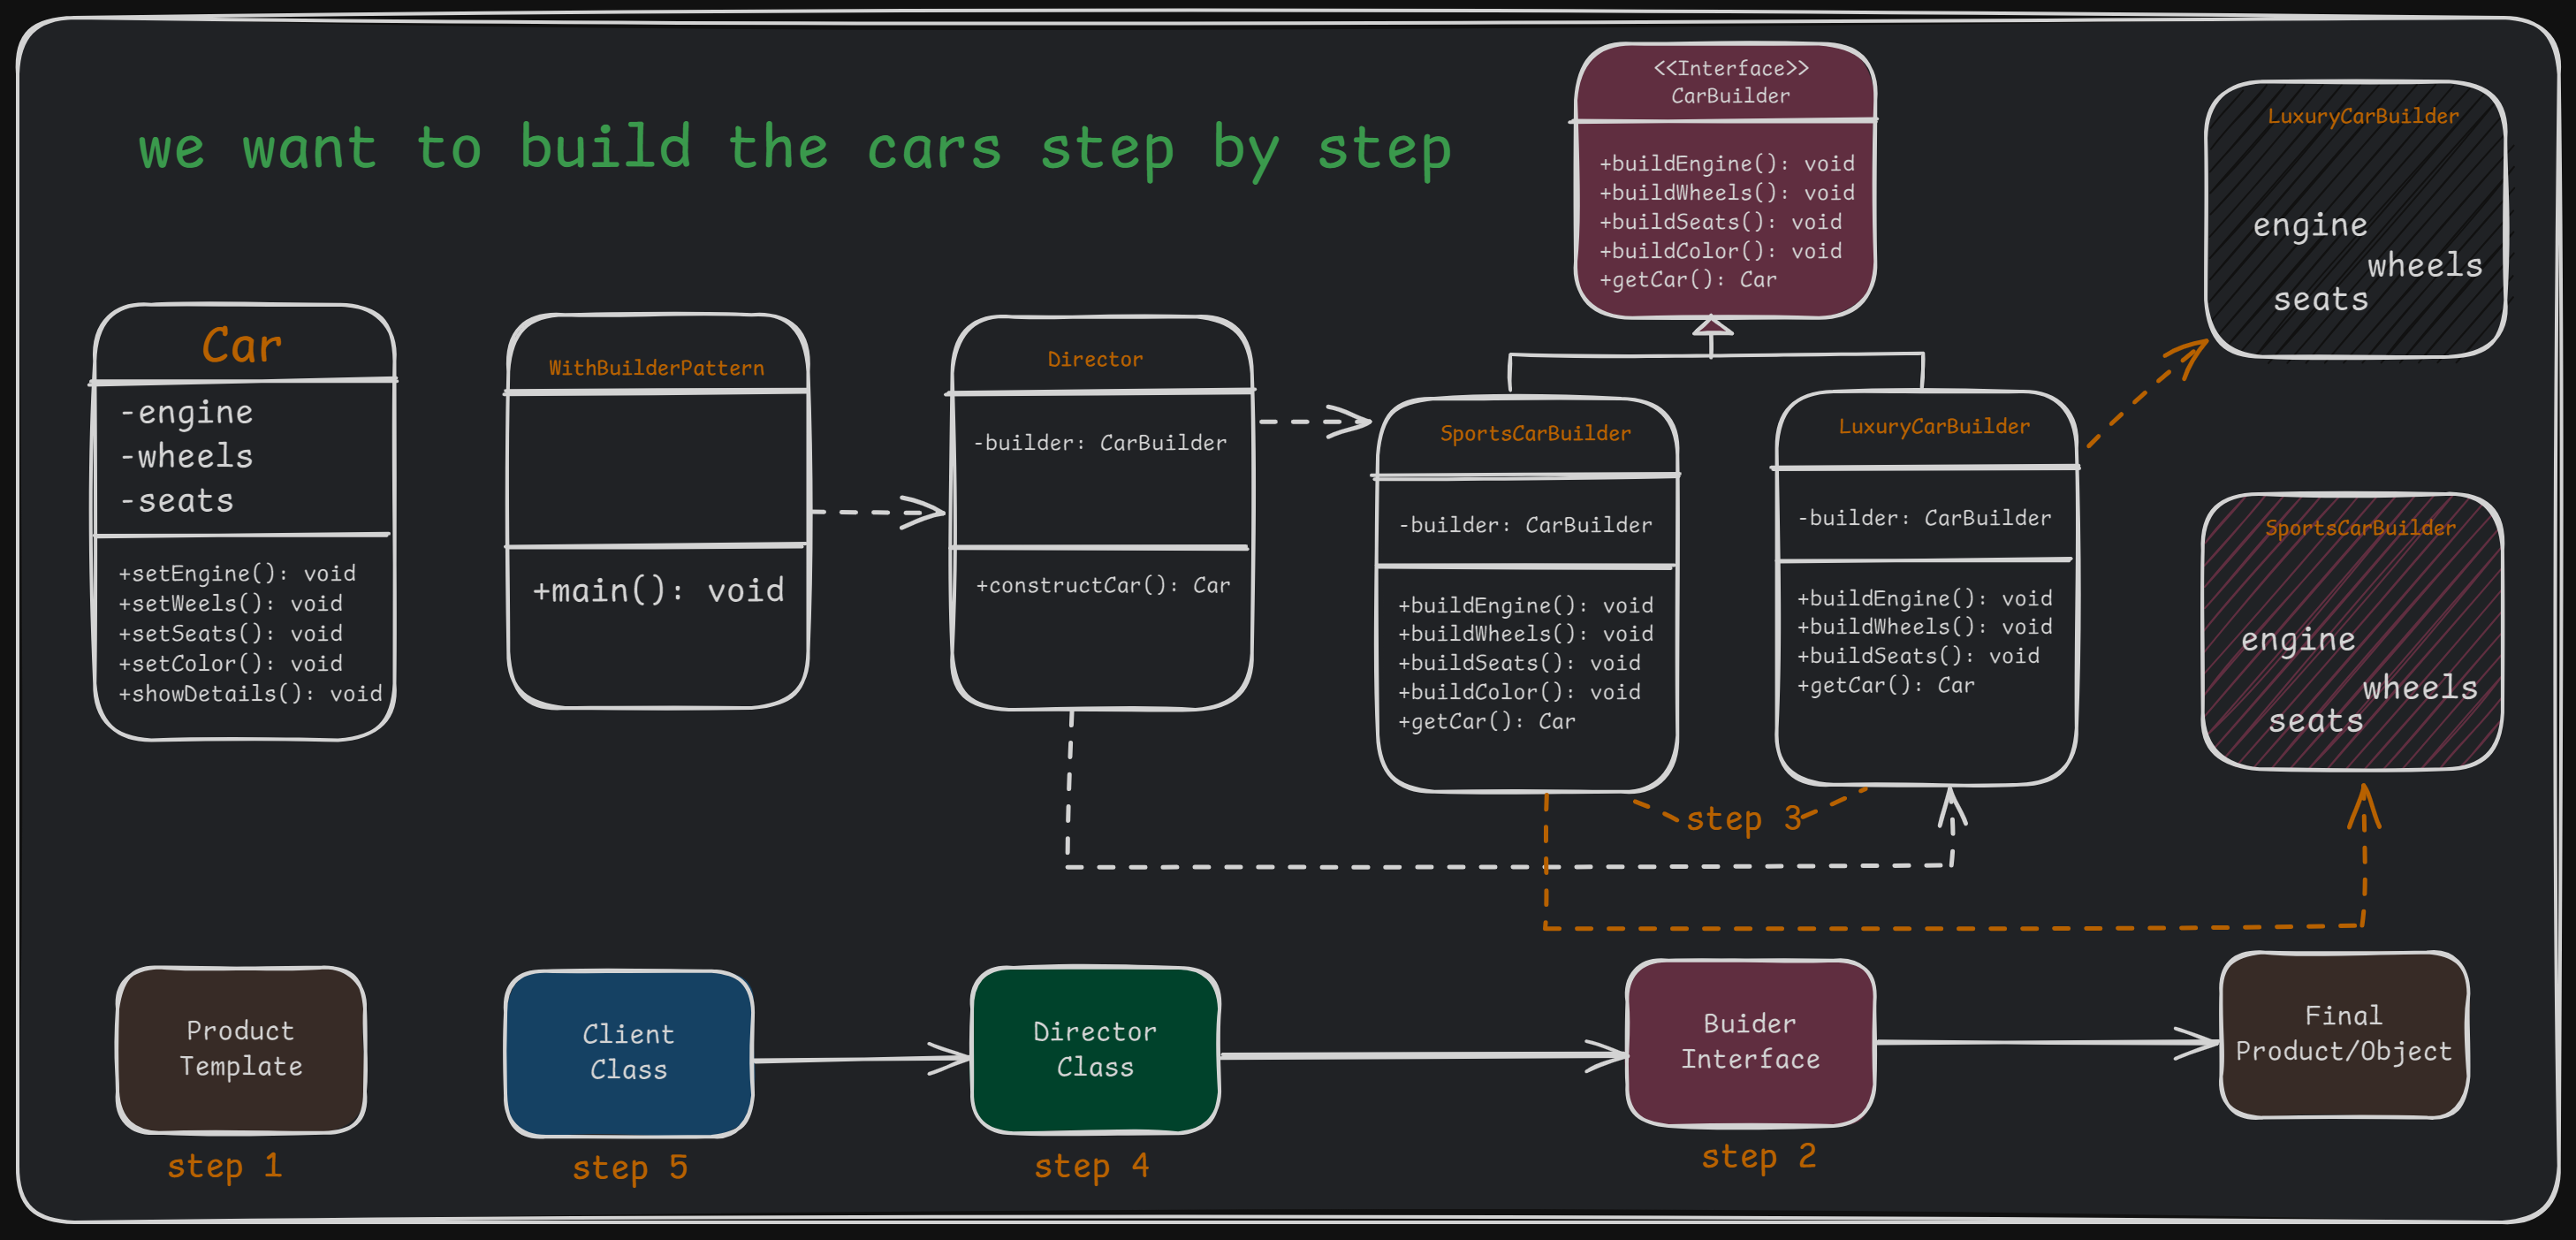 we want to build the cars step by step
<<Interface>>
CarBuilder
+buildEngine(): void
+buildWheels(): void
+buildSeats(): void
+buildColor(): void
+getCar(): Car
LuxuryCarBuilder
engine
wheels
seats
Car
-engine
-wheels
-seats
+setEngine(): void
+setWeels(): void
+setSeats(): void
+setColor(): void
+showDetails(): void
WithBuilderPattern
+main(): void
Director
-builder: CarBuilder
+constructCar(): Car
SportsCarBuilder
-builder: CarBuilder
+buildEngine(): void
+buildWheels(): void
+buildSeats(): void
+buildColor(): void
+getCar(): Car
LuxuryCarBuilder
-builder: CarBuilder
+buildEngine(): void
+buildWheels(): void
+buildSeats(): void
+getCar(): Car
SportsCarBuilder
engine
wheels
seats
step 3
Product
Template
step 1
Client
Class
step 5
Director
Class
step 4
Buider
Interface
step 2
Final
Product/Object